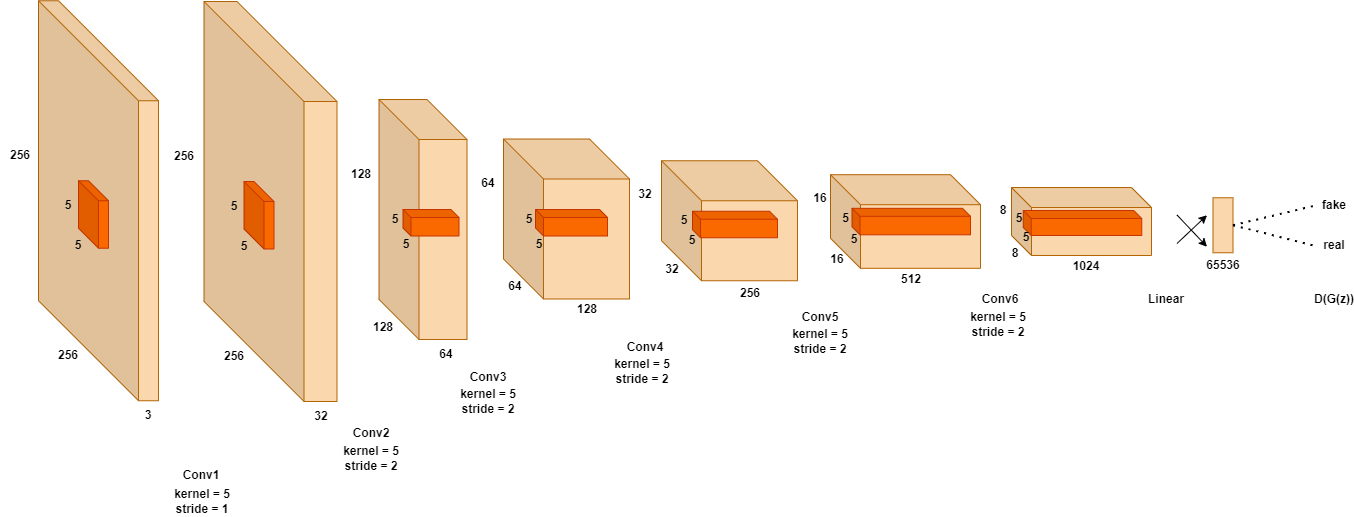 256
5
5
256
3
Conv1
kernel = 5
stride = 1
256
5
5
256
32
Conv2
kernel = 5
stride = 2
128
5
5
128
64
Conv3
kernel = 5
stride = 2
64
5
5
64
128
Conv4
kernel = 5
stride = 2
32
5
5
32
256
Conv5
kernel = 5
stride = 2
16
5
5
16
512
Conv6
kernel = 5
stride = 2
8
5
5
8
1024
Linear
65536
fake
real
D(G(z))